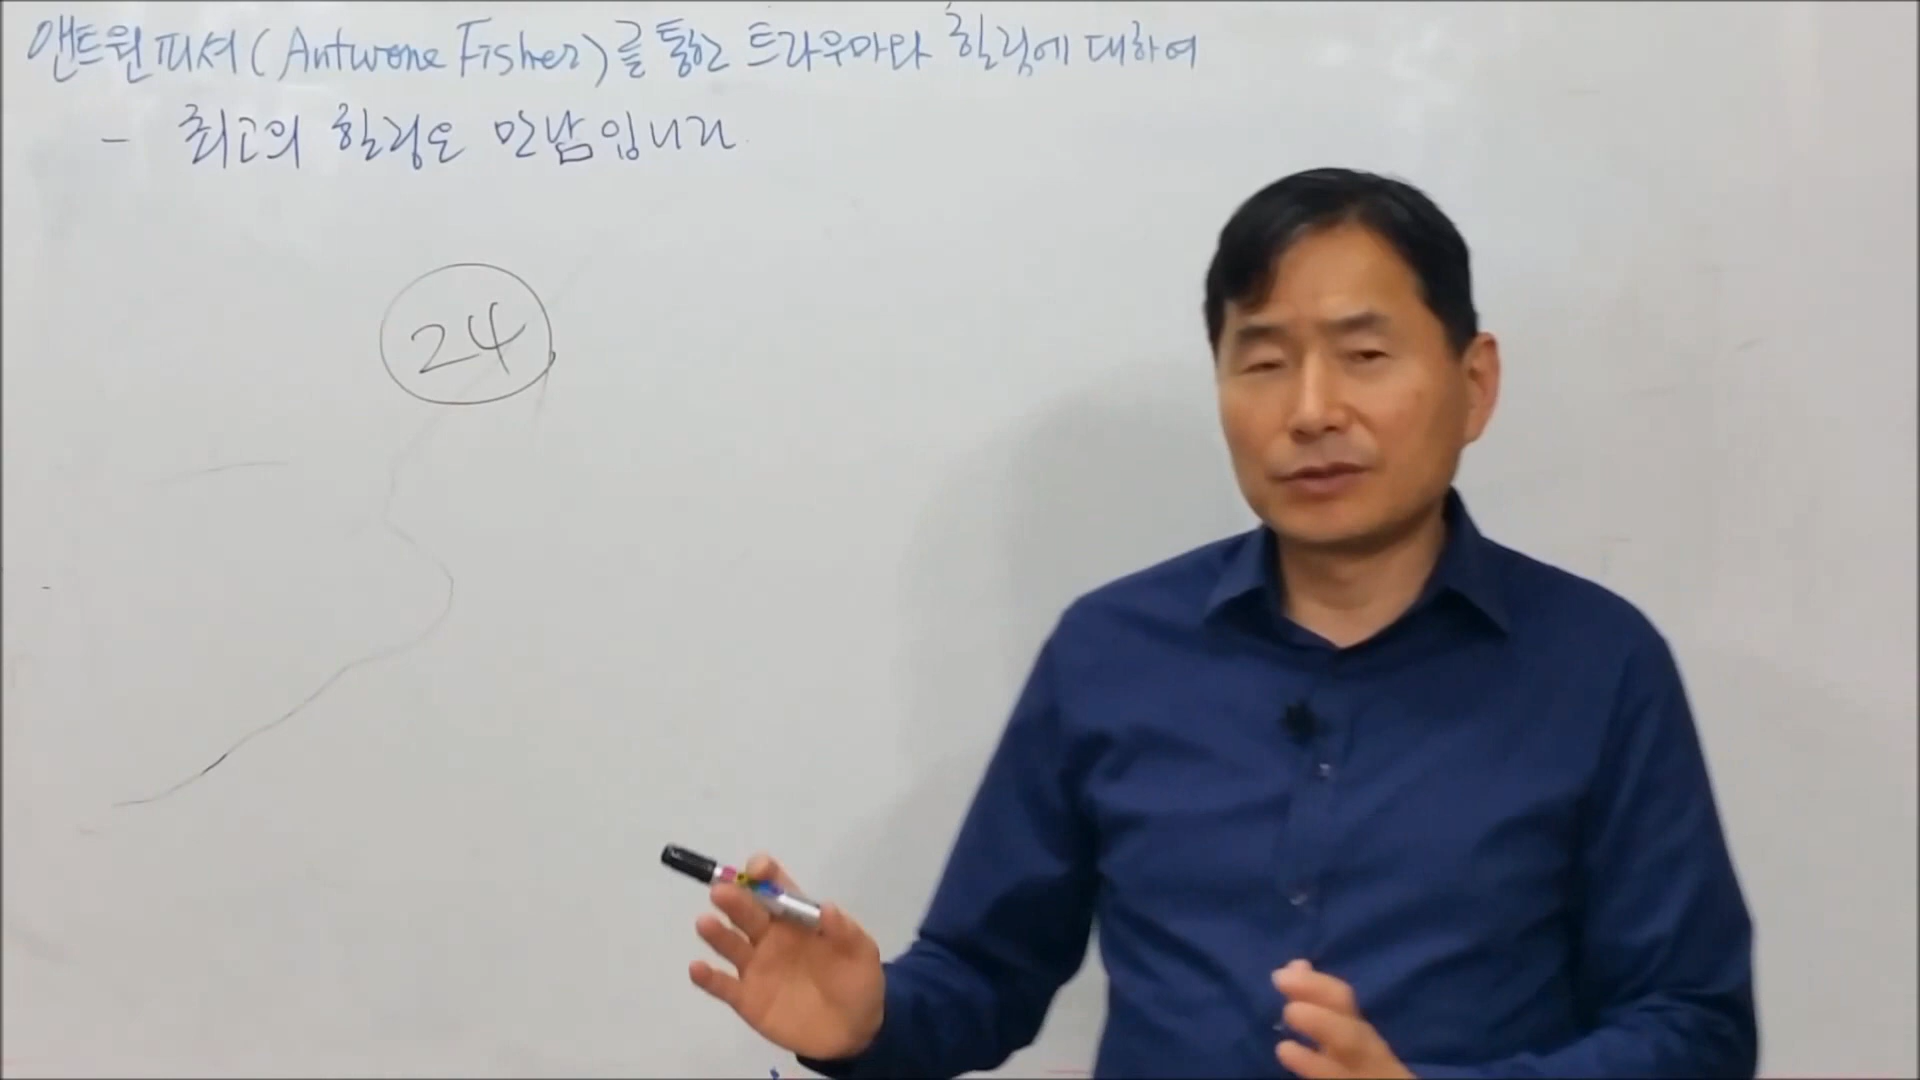 앤트원 피셔(Antwone Fisher)를 통한 트라우마와 힐링에 대하여
- 최고의 힐링은 만남입니다.
24